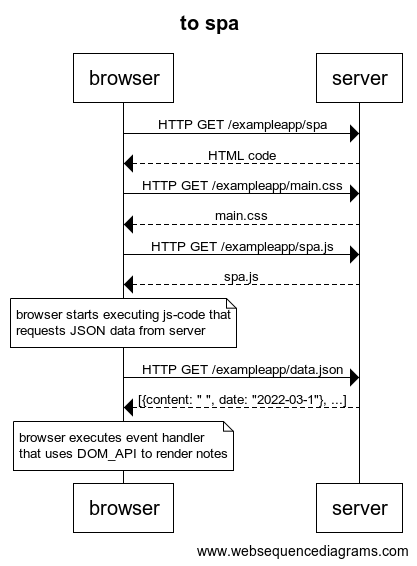 to spa
browser server
HTTP GET /exampleapp/spa
HTML code
HTTP GET /exampleapp/main.css
main.css
HTTP GET /exampleapp/spa.js
spa.js
browser starts executing js-code that
requests JSON data from server
HTTP GET /exampleapp/data.json
[{content: " ", date: "2022-03-1"}, ...]
browser executes event handler
that uses DOM_API to render notes
browser server
www.websequencediagrams.com